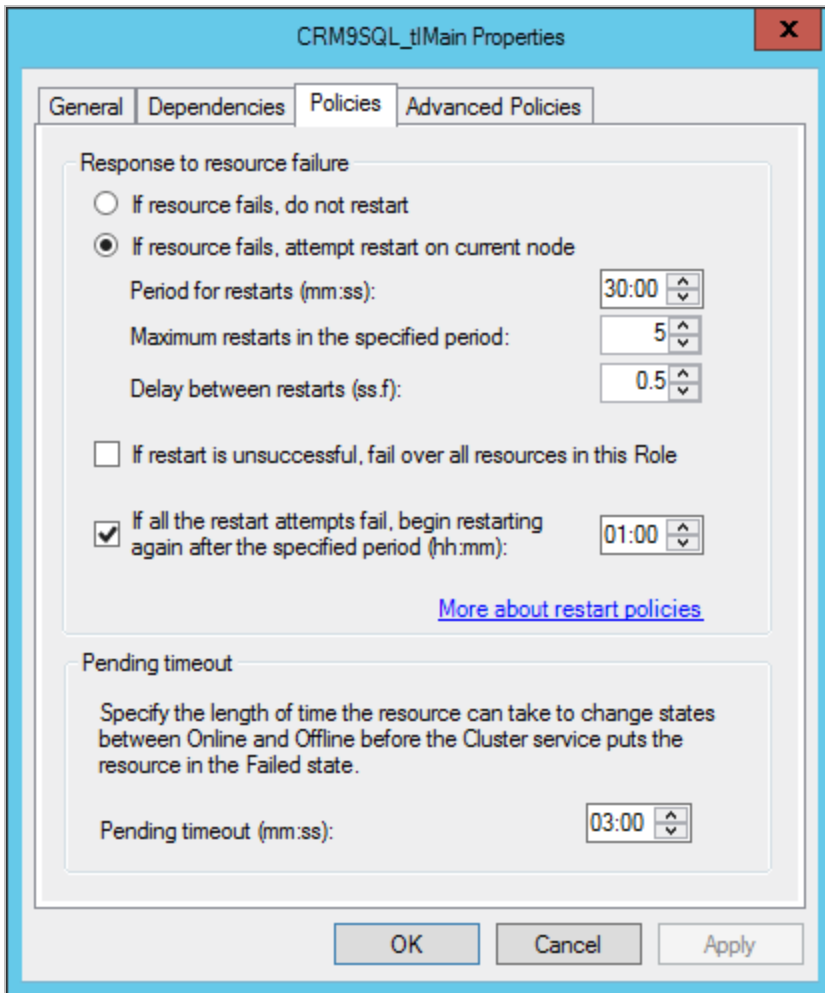 CRM9SQL_tlMain Properties
x
General Dependencies Policies Advanced Policies
Response to resource failure
If resource fails, do not restart
If resource fails, attempt restart on current node
Period for restarts (mm:ss): 30:00
Maximum restarts in the specified period: 5
Delay between restarts (ss.f): 0.5
If restart is unsuccessful, fail over all resources in this Role
If all the restart attempts fail, begin restarting
again after the specified period (hh:mm): 01:00
More about restart policies
Pending timeout
Specify the length of time the resource can take to change states
between Online and Offline before the Cluster service puts the
resource in the Failed state.
Pending timeout (mm:ss): 03:00
OK Cancel Apply